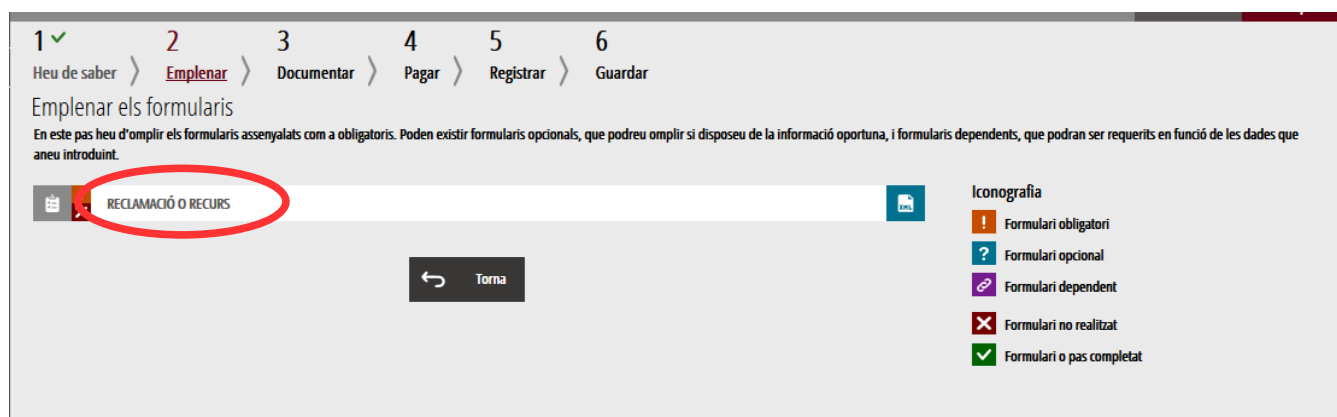 1 2 3 4 5 6
Heu de saber Emplenar Documentar Pagar Registrar Guardar
Emplenar els formularis
En este pas heu d'omplir els formularis assenyalats com a obligatoris. Poden existir formularis opcionals, que podreu omplir si disposeu de la informació oportuna, i formularis dependents, que podran ser requerits en funció de les dades que
aneu introduint.
RECLAMACIÓ O RECURS
XML
Torna
Iconografia
! Formulari obligatori
? Formulari opcional
Formulari dependent
Formulari no realitzat
Formulari o pas completat